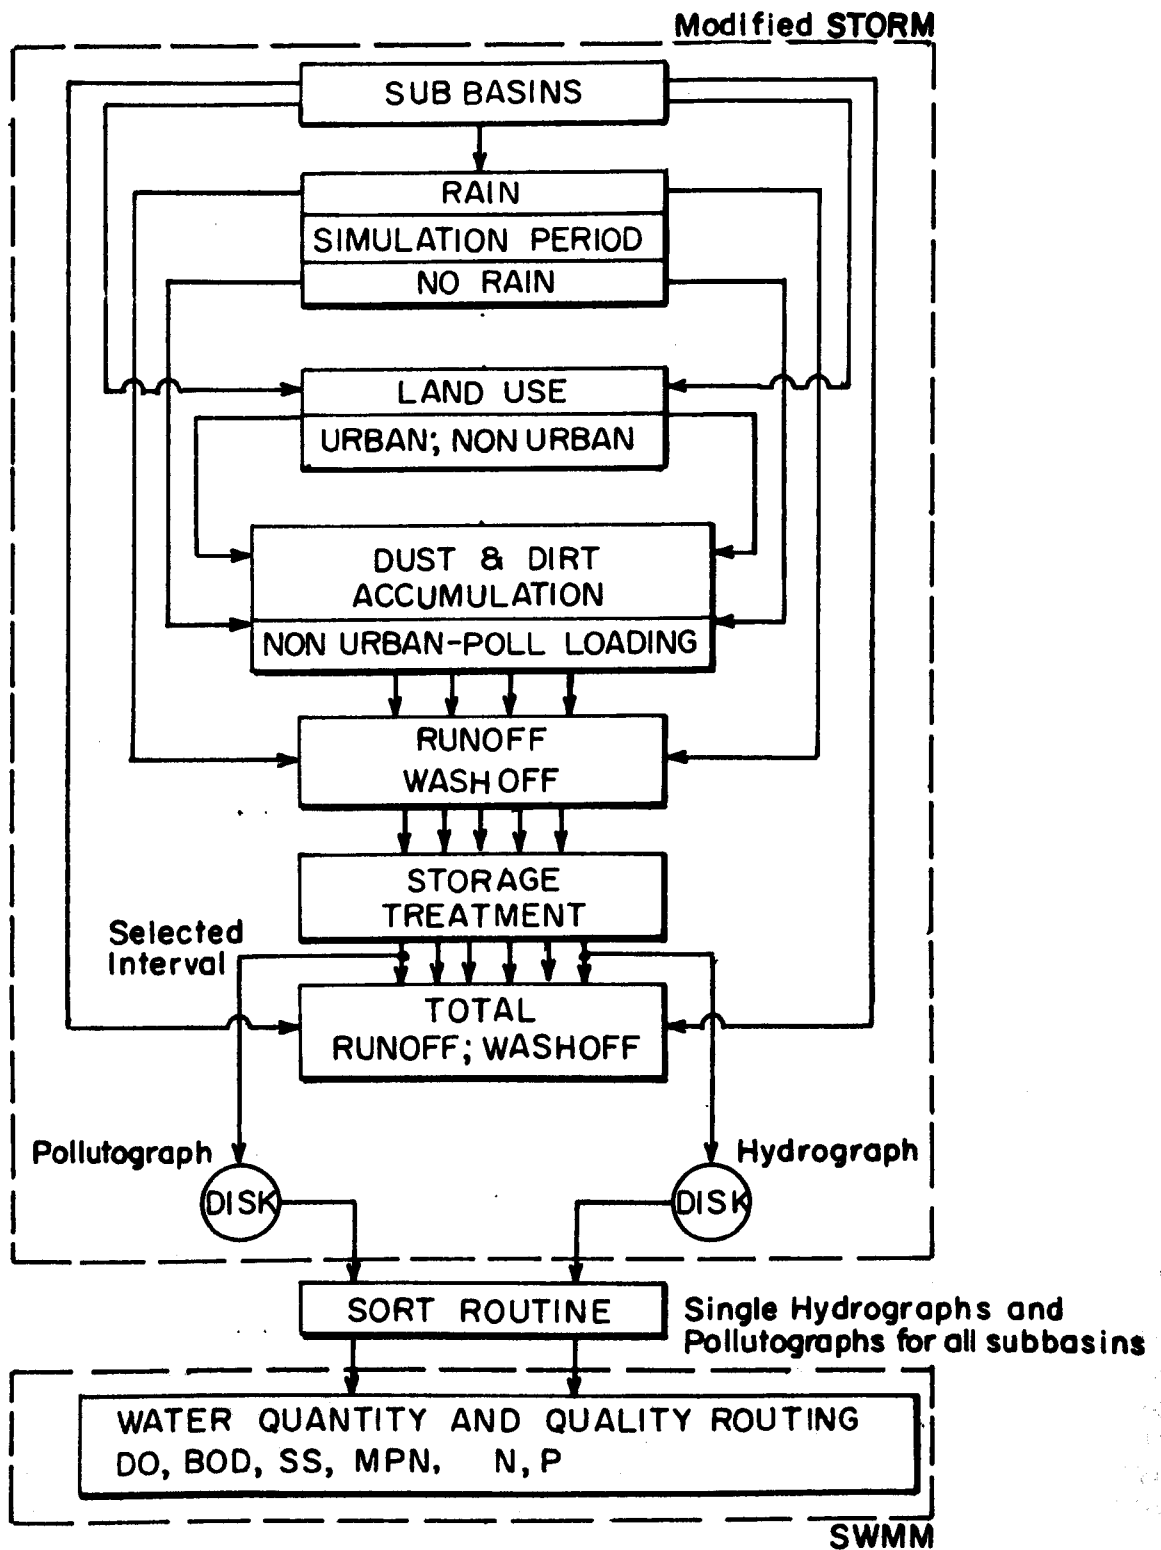 Modified STORM
SUB BASINS
RAIN
SIMULATION PERIOD
NO RAIN
LAND USE
URBAN; NON URBAN
DUST & DIRT
ACCUMULATION
NON URBAN-POLL LOADING
RUNOFF
WASH OFF
STORAGE
TREATMENT
Selected
Interval
TOTAL
RUNOFF; WASHOFF
Pollutograph
Hydrograph
DISK
DISK
SORT ROUTINE
Single Hydrographs and
Pollutographs for all subbasins
WATER QUANTITY AND QUALITY ROUTING
DO, BOD, SS, MPN, N, P
SWMM